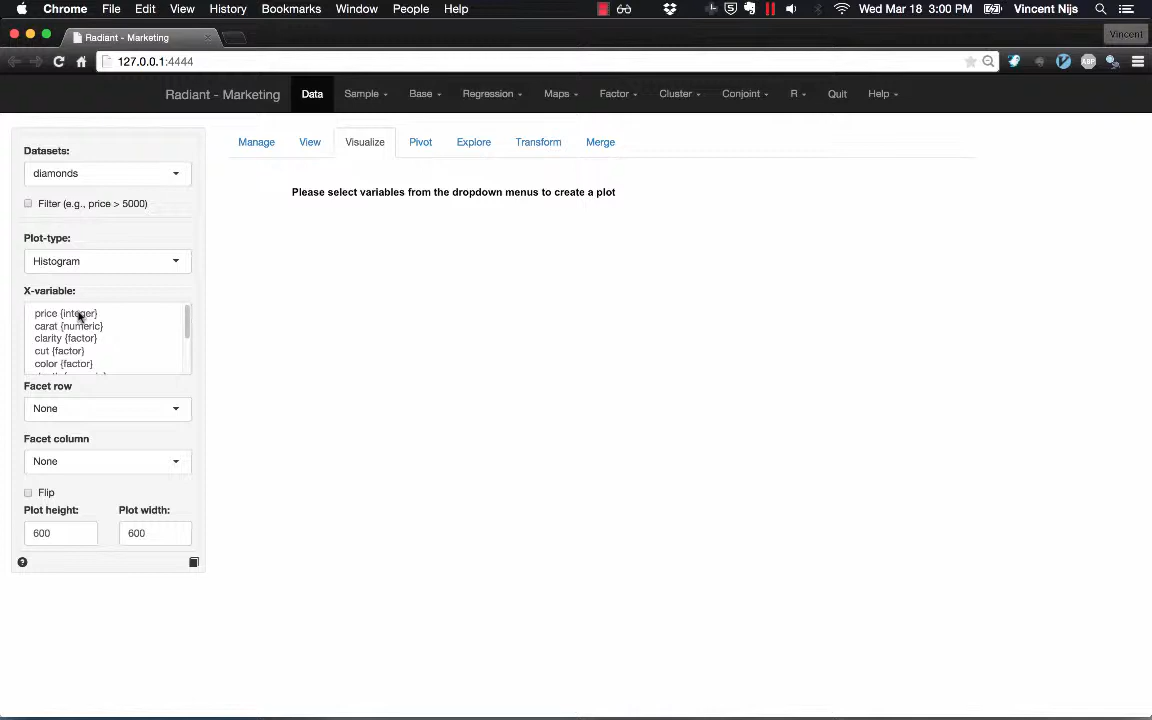 Chrome File Edit View History Bookmarks Window People Help Wed Mar 18 3:00 PM Vincent Nijs
Radiant - Marketing Vincent
127.0.0.1:4444
Radiant - Marketing Data Sample Base Regression Maps Factor Cluster Conjoint R Quit Help
Manage View Visualize Pivot Explore Transform Merge
Please select variables from the dropdown menus to create a plot
Datasets:
diamonds
Filter (e.g., price > 5000)
Plot-type:
Histogram
X-variable:
price {integer}
carat {numeric}
clarity {factor}
cut {factor}
color {factor}
Facet row
None
Facet column
None
Flip
Plot height: Plot width:
600 600